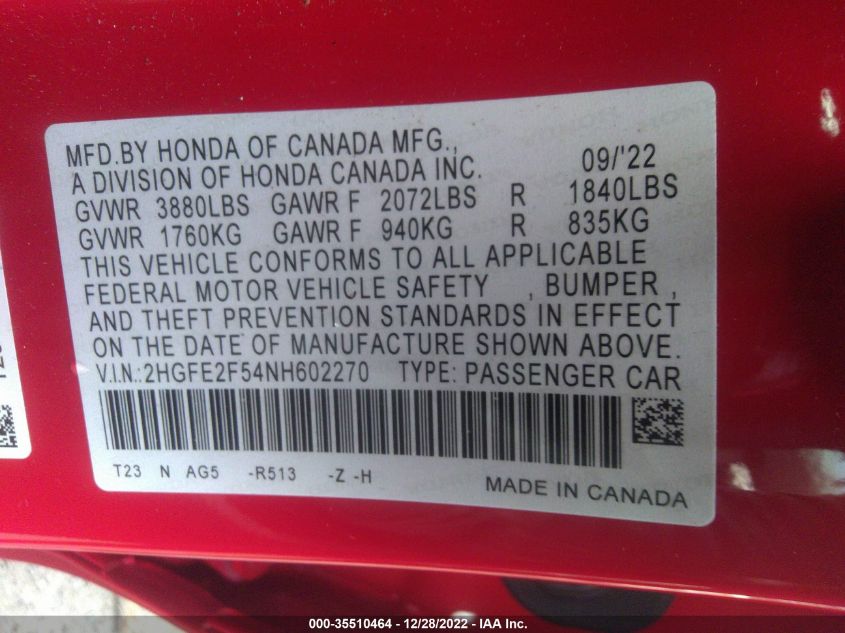 MFD.BY HONDA OF CANADA MFG.,
A DIVISION OF HONDA CANADA INC. 09/'22
GVWR 3880LBS GAWR F 2072LBS R 1840LBS
GVWR 1760KG GAWR F 940KG R 835KG
THIS VEHICLE CONFORMS TO ALL APPLICABLE
FEDERAL MOTOR VEHICLE SAFETY , BUMPER ,
AND THEFT PREVENTION STANDARDS IN EFFECT
ON THE DATE OF MANUFACTURE SHOWN ABOVE.
V.I.N.:2HGFE2F54NH602270 TYPE: PASSENGER CAR
T23 N AG5 -R513 -Z -H
MADE IN CANADA
000-35510464 - 12/28/2022 - IAA Inc.